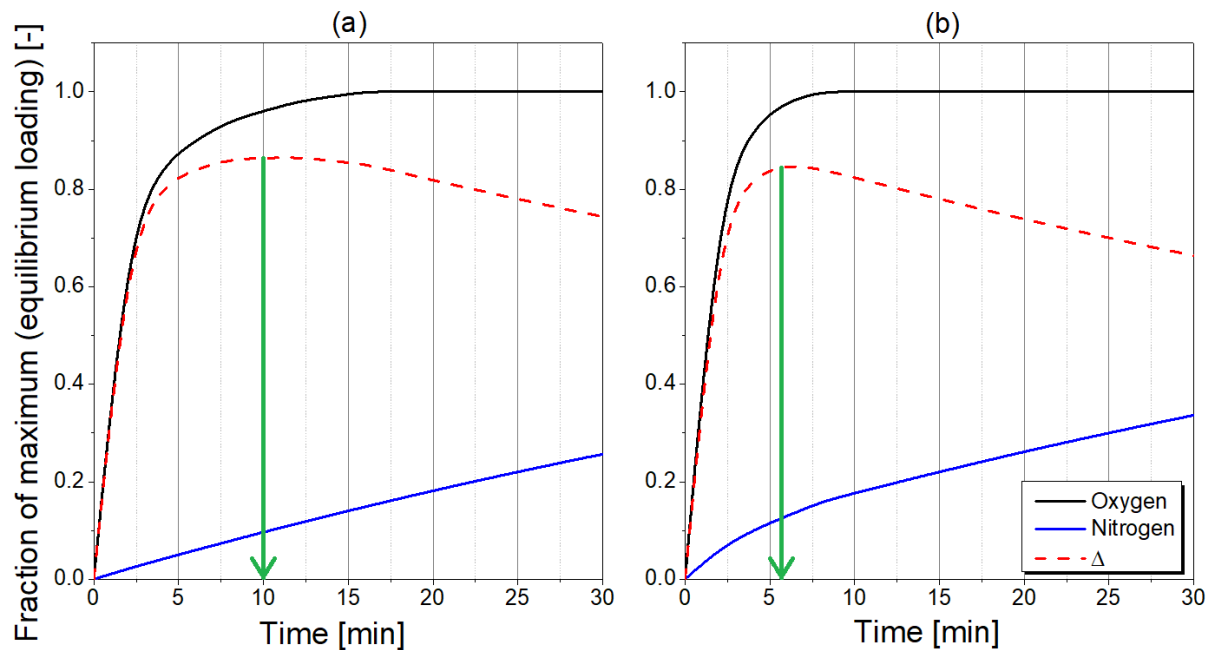 (a)
(b)
Fraction of maximum (equilibrium loading) [-]
1.0
0.8
0.6
0.4
0.2
0.0
0 5 10 15 20 25 30
Time [min]
1.0
0.8
0.6
0.4
0.2
0.0
0 5 10 15 20 25 30
Time [min]
Oxygen
Nitrogen
Δ